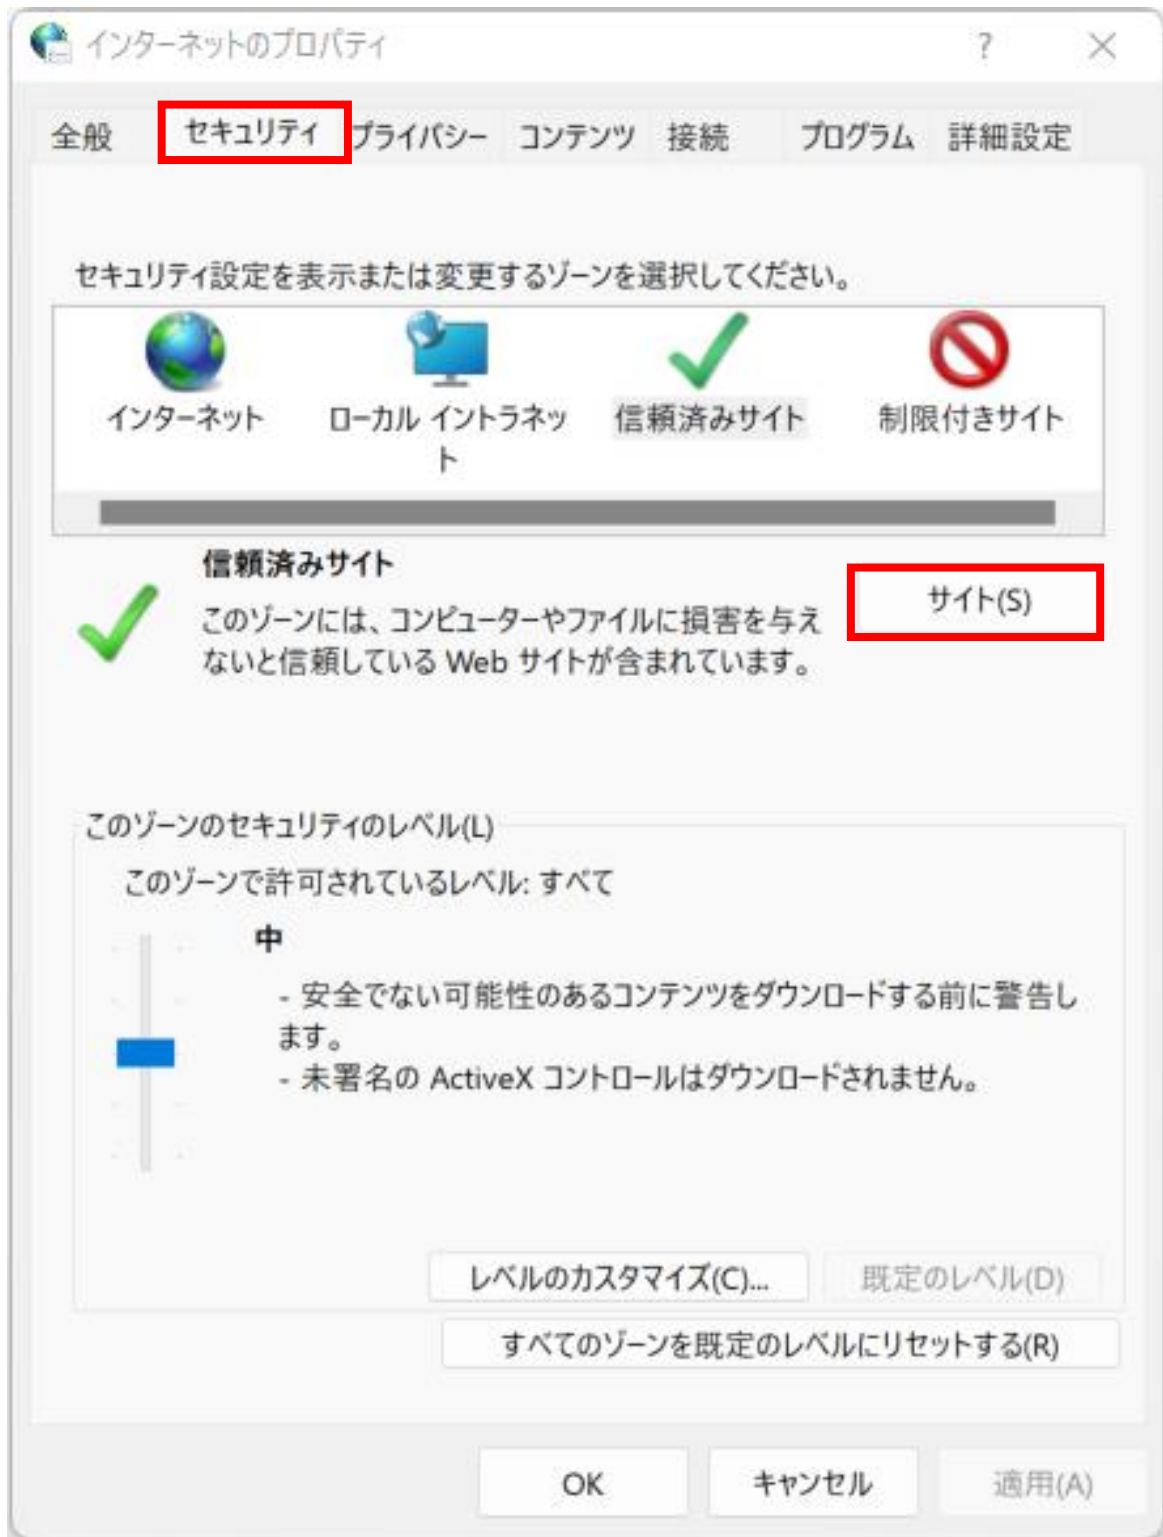 インターネットのプロパティ
?
全般 セキュリティ プライバシー コンテンツ 接続 プログラム 詳細設定
セキュリティ設定を表示または変更するゾーンを選択してください。
インターネット ローカル イントラネッ 信頼済みサイト 制限付きサイト
ト
信頼済みサイト
サイト(S)
このゾーンには、コンピューターやファイルに損害を与え
ないと信頼している Web サイトが含まれています。
このゾーンのセキュリティのレベル(L)
このゾーンで許可されているレベル: すべて
中
- 安全でない可能性のあるコンテンツをダウンロードする前に警告し
ます。
- 未署名の ActiveX コントロールはダウンロードされません。
レベルのカスタマイズ(C)... 既定のレベル(D)
すべてのゾーンを既定のレベルにリセットする(R)
OK キャンセル 適用(A)